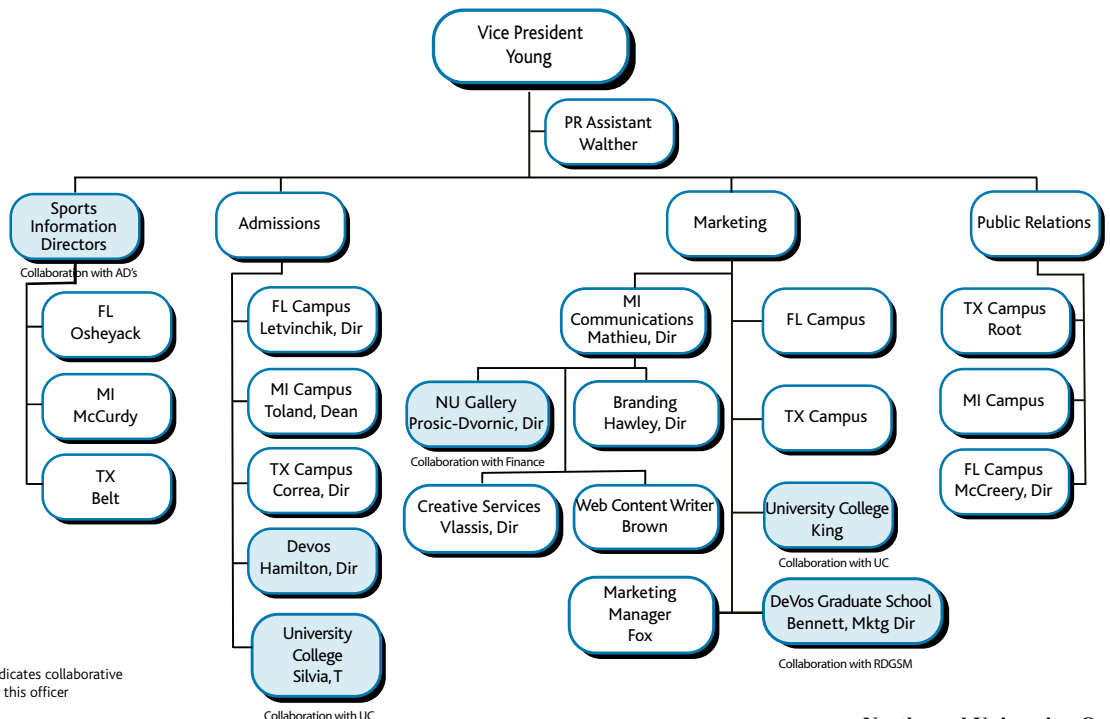 Vice President
Young
PR Assistant
Walther
Sports
Information
Directors
Collaboration with AD's
FL
Osheyack
MI
McCurdy
TX
Belt
Admissions
FL Campus
Letvinchik, Dir
MI Campus
Toland, Dean
TX Campus
Correa, Dir
Devos
Hamilton, Dir
University
College
Silvia, T
Collaboration with UC
Marketing
MI
Communications
Mathieu, Dir
NU Gallery
Prosic-Dvornic, Dir
Collaboration with Finance
Branding
Hawley, Dir
Creative Services
Vlassis, Dir
Web Content Writer
Brown
Marketing
Manager
Fox
FL Campus
TX Campus
University College
King
Collaboration with UC
DeVos Graduate School
Bennett, Mktg Dir
Collaboration with RDGSM
Public Relations
TX Campus
Root
MI Campus
FL Campus
McCreery, Dir
dicates collaborative
this officer